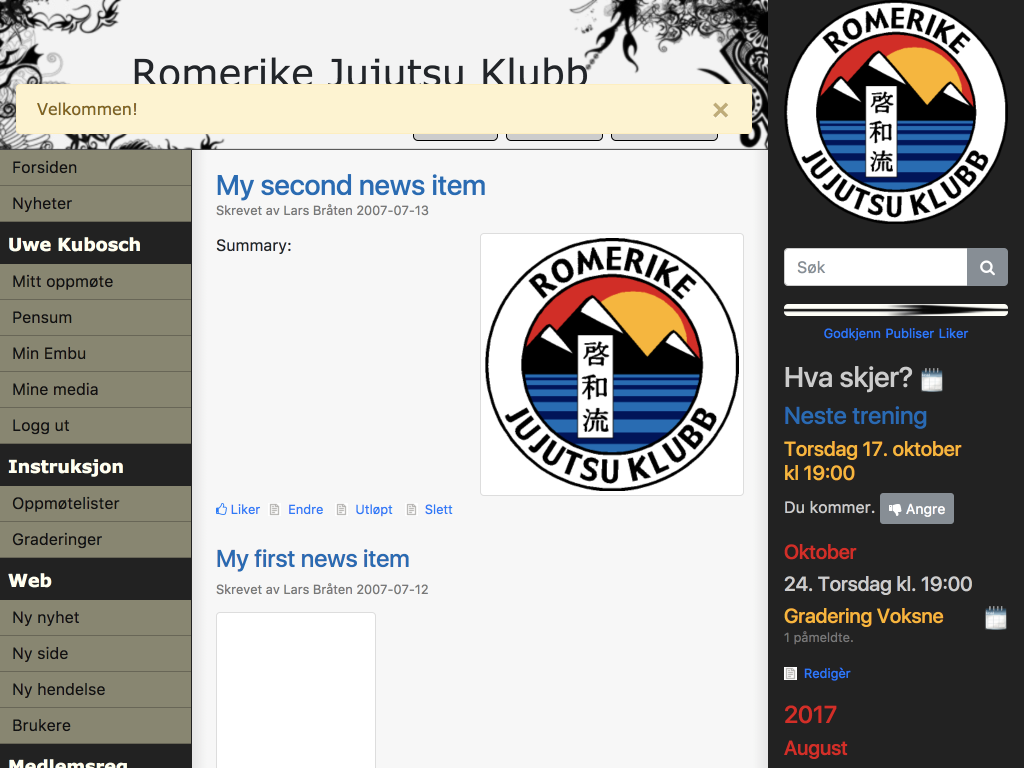 Romerike Jujutsu Klubb
Velkommen!
×
Forsiden
Nyheter
Uwe Kubosch
Mitt oppmøte
Pensum
Min Embu
Mine media
Logg ut
Instruksjon
Oppmøtelister
Graderinger
Web
Ny nyhet
Ny side
Ny hendelse
Brukere
Medlemsreg
My second news item
Skrevet av Lars Bråten 2007-07-13
Summary:
ROMERIKE
啓和流
JUJUTSU KLUBB
Liker Endre Utløpt Slett
My first news item
Skrevet av Lars Bråten 2007-07-12
ROMERIKE
啓和流
JUJUTSU KLUBB
Søk
Godkjenn Publiser Liker
Hva skjer?
Neste trening
Torsdag 17. oktober
kl 19:00
Du kommer. Angre
Oktober
24. Torsdag kl. 19:00
Gradering Voksne
1 påmeldte.
Redigèr
2017
August